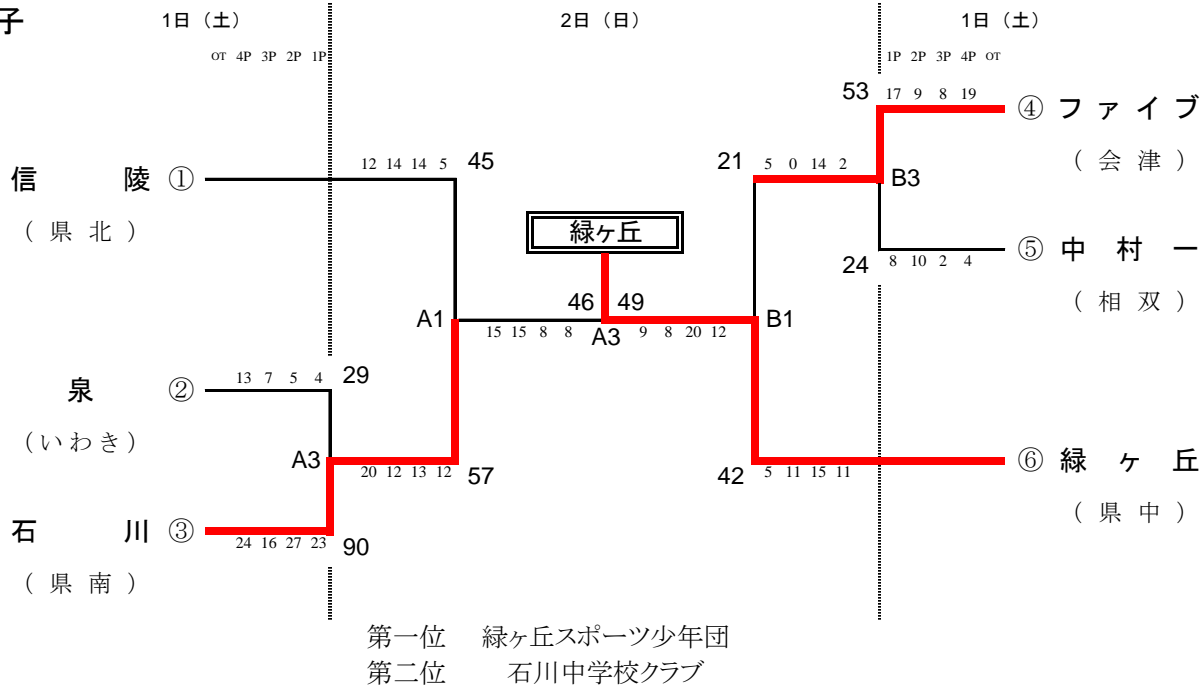 子
1日（土） 2日（日） 1日（土）
OT 4P 3P 2P 1P 1P 2P 3P 4P OT
53 17 9 8 19 ④ ファイブ
12 14 14 5 45 21 5 0 14 2 （会津）
信陵 ① B3
（県北） 緑ヶ丘
24 8 10 2 4 ⑤ 中村一
46 49 （相双）
A1 15 15 8 8 A3 9 8 20 12 B1
13 7 5 4 29
泉 ②
（いわき）
A3 20 12 13 12 57 42 5 11 15 11 ⑥ 緑ヶ丘
（県中）
石川 ③ 24 16 27 23 90
（県南）
第一位 緑ヶ丘スポーツ少年団
第二位 石川中学校クラブ